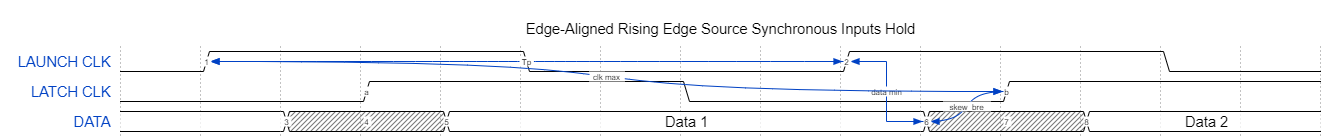 Edge-Aligned Rising Edge Source Synchronous Inputs Hold
LAUNCH CLK 1 Tp 2
clk max
LATCH CLK a data min b
skew_bre
DATA 3 4 5 Data 1 6 7 8 Data 2